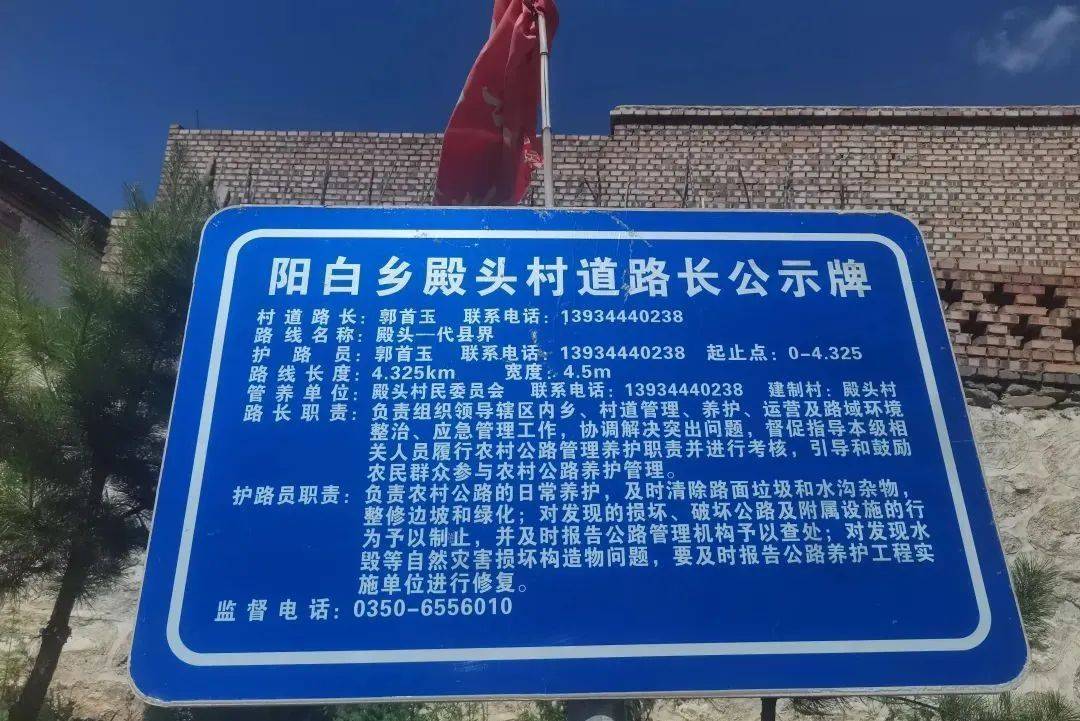 阳白乡殿头村道路长公示牌
村道路长：郭首玉 联系电话：13934440238
路线名称：殿头—代县界
护路员：郭首玉 联系电话：13934440238 起止点：0-4.325
路线长度：4.325km 宽度：4.5m
管养单位：殿头村民委员会 联系电话：13934440238 建制村：殿头村
路长职责：负责组织领导辖区内乡、村道管理、养护、运营及路域环境
整治、应急管理工作，协调解决突出问题，督促指导本级相
关人员履行农村公路管理养护职责并进行考核，引导和鼓励
农民群众参与农村公路养护管理。
护路员职责：负责农村公路的日常养护，及时清除路面垃圾和水沟杂物，
整修边坡和绿化；对发现的损坏、破坏公路及附属设施的行
为予以制止，并及时报告公路管理机构予以查处；对发现水
毁等自然灾害损坏构造物问题，要及时报告公路养护工程实
施单位进行修复。
监督电话：0350-6556010